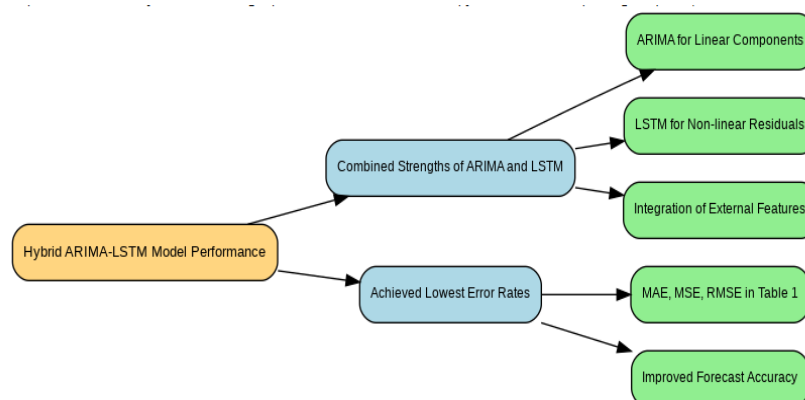 ARIMA for Linear Components
LSTM for Non-linear Residuals
Combined Strengths of ARIMA and LSTM
Integration of External Features
Hybrid ARIMA-LSTM Model Performance
Achieved Lowest Error Rates
MAE, MSE, RMSE in Table 1
Improved Forecast Accuracy